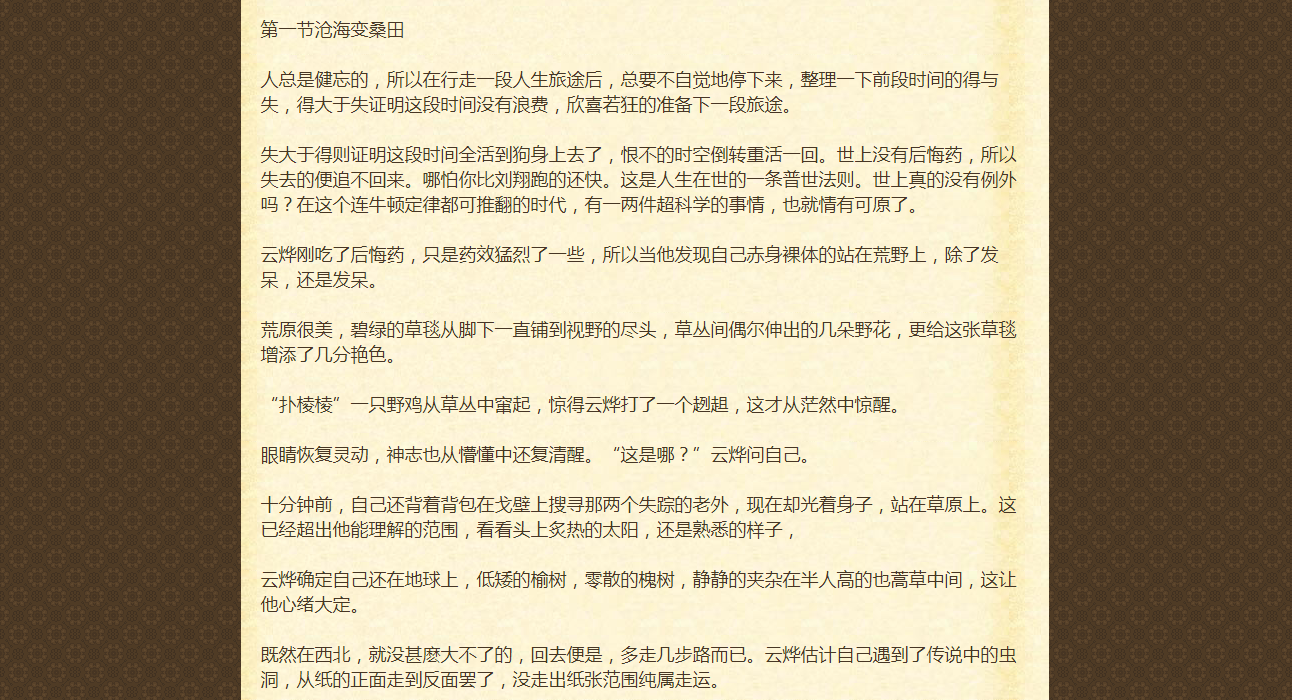 第一节沧海变桑田
人总是健忘的，所以在行走一段人生旅途后，总要不自觉地停下来，整理一下前段时间的得与
失，得大于失证明这段时间没有浪费，欣喜若狂的准备下一段旅途。
失大于得则证明这段时间全活到狗身上去了，恨不的时空倒转重活一回。世上没有后悔药，所以
失去的便追不回来。哪怕你比刘翔跑的还快。这是人生在世的一条普世法则。世上真的没有例外
吗？在这个连牛顿定律都可推翻的时代，有一两件超科学的事情，也就情有可原了。
云烨刚吃了后悔药，只是药效猛烈了一些，所以当他发现自己赤身裸体的站在荒野上，除了发
呆，还是发呆。
荒原很美，碧绿的草毯从脚下一直铺到视野的尽头，草丛间偶尔伸出的几朵野花，更给这张草毯
增添了几分艳色。
“扑棱棱”一只野鸡从草丛中窜起，惊得云烨打了一个趔趄，这才从茫然中惊醒。
眼睛恢复灵动，神志也从懵懂中还复清醒。“这是哪？”云烨问自己。
十分钟前，自己还背着背包在戈壁上搜寻那两个失踪的老外，现在却光着身子，站在草原上。这
已经超出他能理解的范围，看看头上炙热的太阳，还是熟悉的样子，
云烨确定自己还在地球上，低矮的榆树，零散的槐树，静静的夹杂在半人高的也蒿草中间，这让
他心绪大定。
既然在西北，就没甚麽大不了的，回去便是，多走几步路而已。云烨估计自己遇到了传说中的虫
洞，从纸的正面走到反面罢了，没走出纸张范围纯属走运。